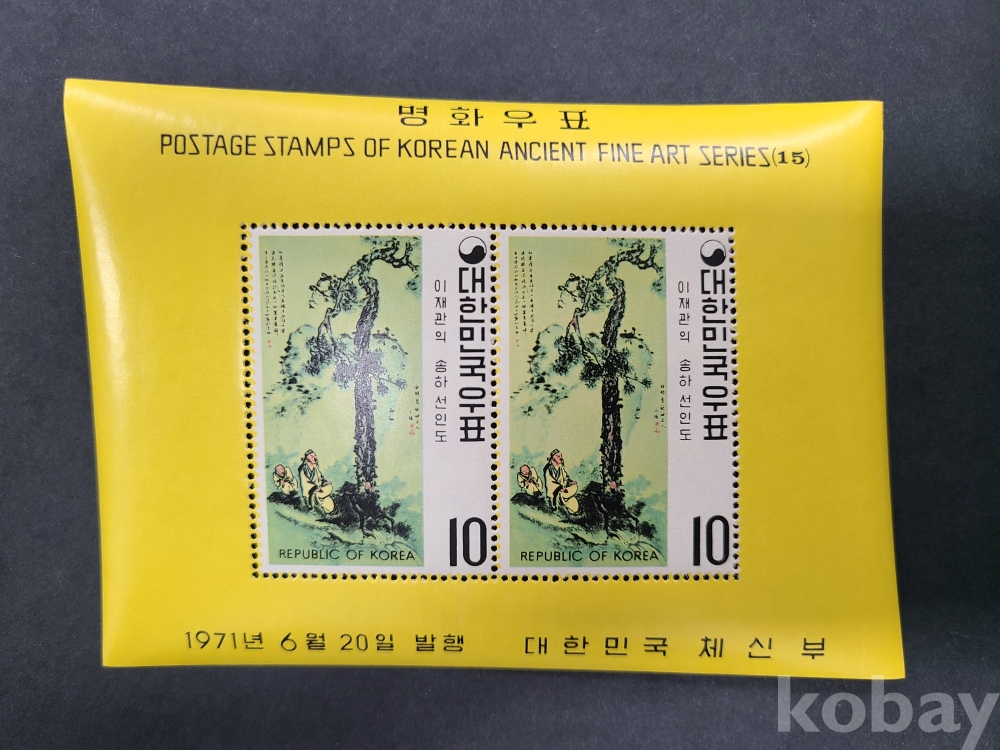 명화우표
POSTAGE STAMPS OF KOREAN ANCIENT FINE ART SERIES(15)
대한민국우표
이재관의 송하 선인도
REPUBLIC OF KOREA
10
대한민국우표
이재관의 송하 선인도
REPUBLIC OF KOREA
10
1971년 6월 20일 발행 대한민국 체신부
kobay